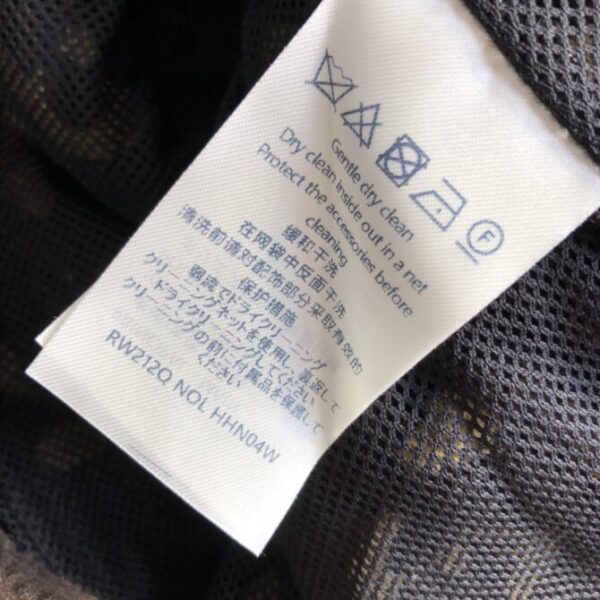 F
Gentle dry clean
Dry clean inside out in a net
Protect the accessories before
cleaning
缓和干洗
在网袋中反面干洗
清洗前请对配饰部分采取有效的
保护措施
弱減でドライクリーニング
クリーニングネットを使用し、裏返して
ドライクリーニングしてください
クリーニングの前に付属品を保護して
ください
RW212Q NOL HHN04W